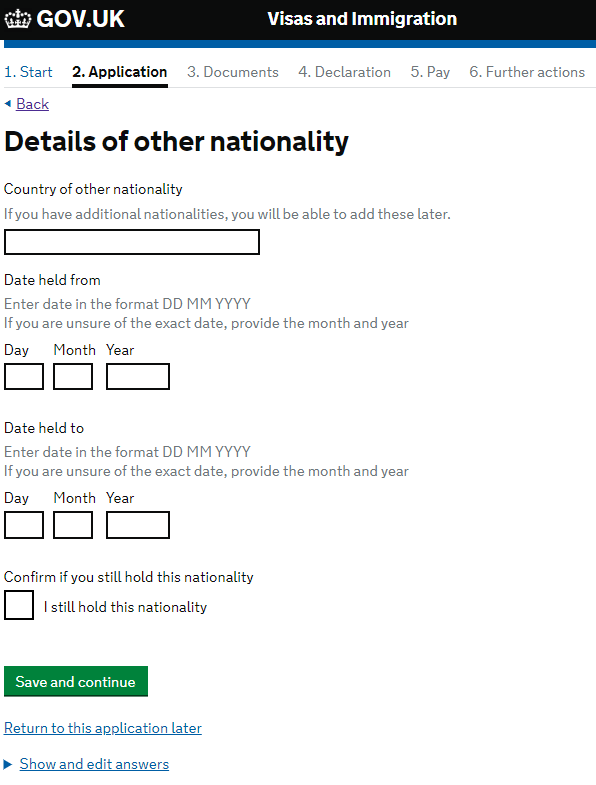 GOV.UK
Visas and Immigration
1. Start 2. Application 3. Documents 4. Declaration 5. Pay 6. Further actions
Back
Details of other nationality
Country of other nationality
If you have additional nationalities, you will be able to add these later.
Date held from
Enter date in the format DD MM YYYY
If you are unsure of the exact date, provide the month and year
Day Month Year
Date held to
Enter date in the format DD MM YYYY
If you are unsure of the exact date, provide the month and year
Day Month Year
Confirm if you still hold this nationality
I still hold this nationality
Save and continue
Return to this application later
Show and edit answers